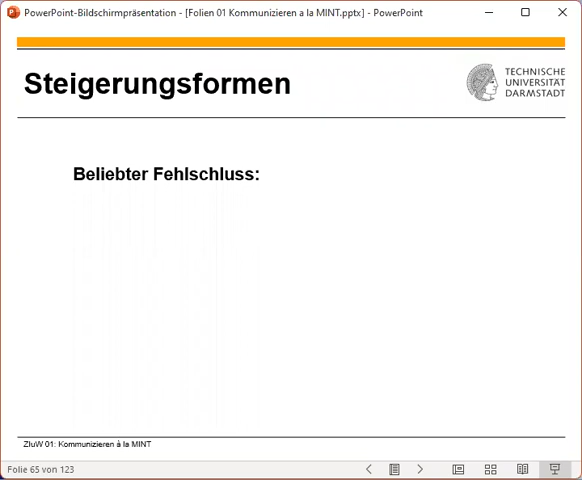 PowerPoint-Bildschirmpräsentation - [Folien 01 Kommunizieren a la MINT.pptx] - PowerPoint
Steigerungsformen
TECHNISCHE
UNIVERSITÄT
DARMSTADT
Beliebter Fehlschluss:
ZIuW 01: Kommunizieren à la MINT
Folie 65 von 123